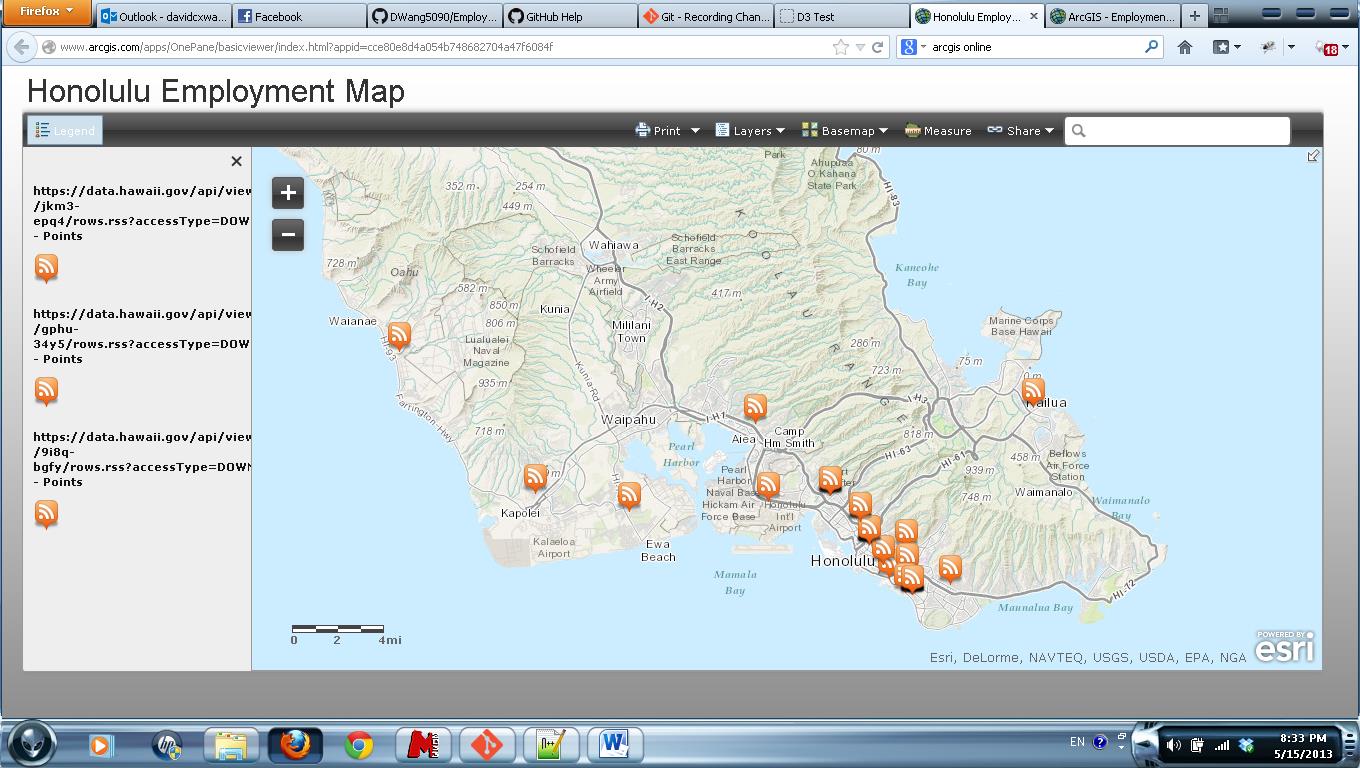 Firefox
Outlook - davidcxwa...
Facebook
DWang5098/Employ...
GitHub Help
Git - Recording Chan...
D3 Test
Honolulu Employ...
ArcGIS - Employmen...
www.arcgis.com/apps/OnePane/basicviewer/index.html?appid=cce80e8d4a054b748682704a47f6084f
arcgis online
18
Honolulu Employment Map
Legend
Print
Layers
Basemap
Measure
Share
https://data.hawaii.gov/api/view
/jkm3-
epq4/rows.rss?accessType=DOW
- Points
https://data.hawaii.gov/api/view
/gphu-
34y5/rows.rss?accessType=DOW
- Points
https://data.hawaii.gov/api/view
/9i8q-
bgfy/rows.rss?accessType=DOWN
- Points
+
−
80 m
Park
Ahupuaa
O Kahana
State Park
HI-83
352 m
254 m
449 m
KOOLAU RANGE
Wahiawa
Schofield
Barracks
Schofield
Barracks
East Range
728 m
Oahu
Wheeler
Army
Airfield
Kaneohe
Bay
582 m
850 m
417 m
I-H2
Kunia
Waianae
806 m
Mililani
Town
Marine Corps
Base Hawaii
HI-93
Lualualei
Naval
Magazine
286 m
75 m
723 m
0 m
935 m
Kunia Rd
Farrington Hwy
I-H3
Kailua
Waipahu
I-H1
718 m
Aiea
Camp
Hm Smith
818 m
Pearl
Harbor
HI-63
HI-61
458 m
Bellows
Air Force
Station
939 m
Pearl
Harbor
Naval Base
Hickam Air
Force Base
Waimanalo
748 m
Waimanalo
Bay
Kapolei
Honolulu
Int'l
Airport
Kalaeloa
Airport
Ewa
Beach
Honolulu
Mamala
Bay
HI-72
Maunalua Bay
0 2 4mi
POWERED BY
esri
Esri, DeLorme, NAVTEQ, USGS, USDA, EPA, NGA
EN
8:33 PM
5/15/2013